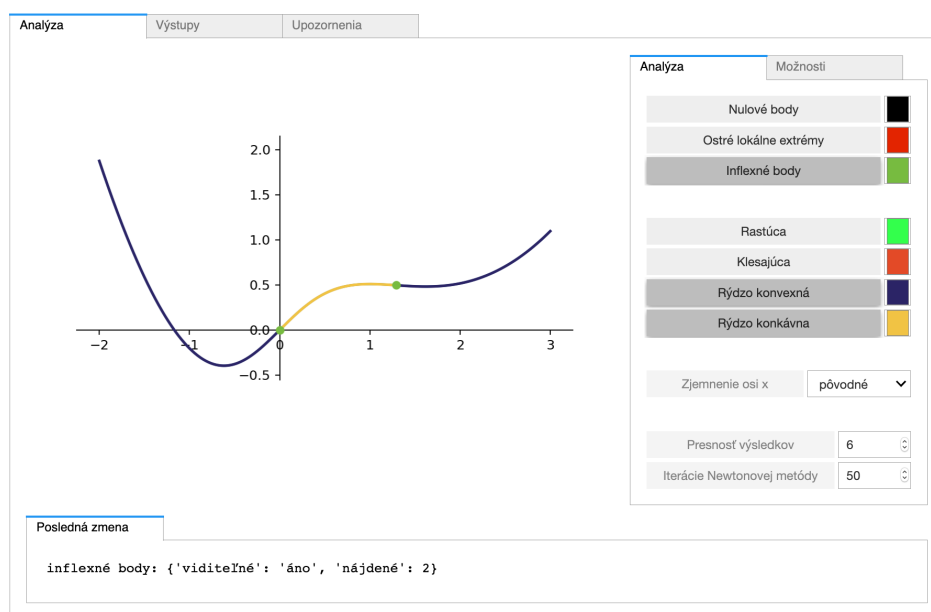 Analýza
Výstupy
Upozornenia
Analýza
Možnosti
Nulové body
Ostré lokálne extrémy
Inflexné body
Rastúca
Klesajúca
Rýdzo konvexná
Rýdzo konkávna
Zjemnenie osi x
pôvodné
Presnosť výsledkov
6
Iterácie Newtonovej metódy
50
2.0
1.5
1.0
0.5
0.0
−0.5
−2
−1
0
1
2
3
Posledná zmena
inflexné body: {'viditeľné': 'áno', 'nájdené': 2}